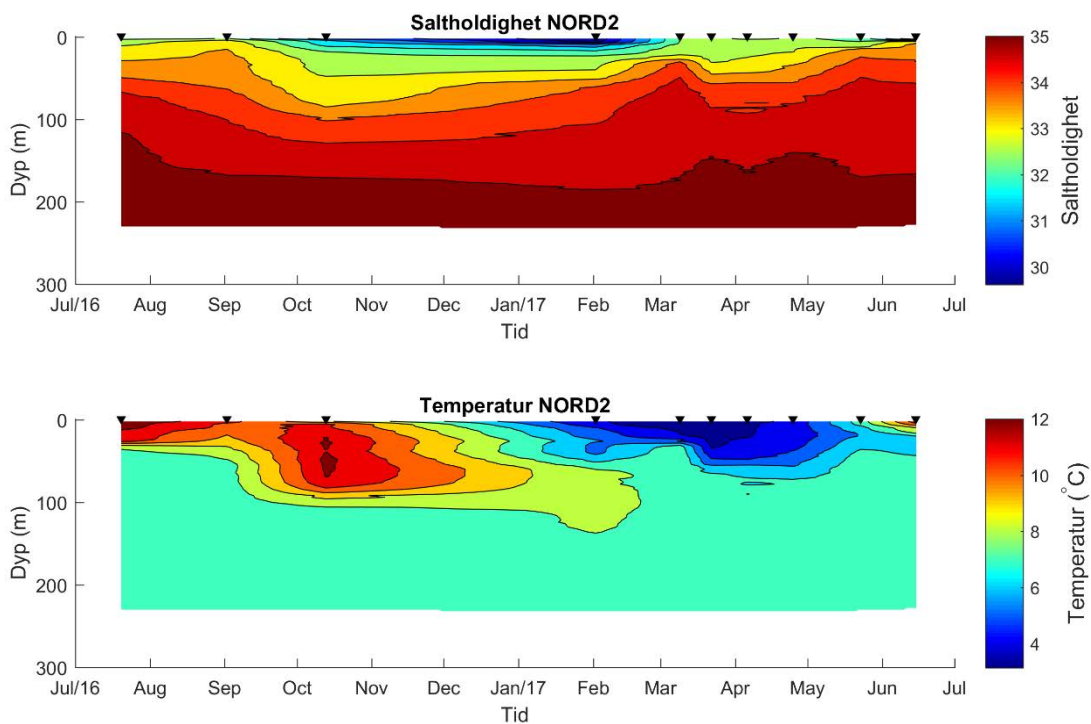 Saltholdighet NORD2
0
100
200
300
Dyp (m)
Jul/16 Aug Sep Oct Nov Dec Jan/17 Feb Mar Apr May Jun Jul
Tid
35
34
33
32
31
30
Saltholdighet
Temperatur NORD2
0
100
200
300
Dyp (m)
Jul/16 Aug Sep Oct Nov Dec Jan/17 Feb Mar Apr May Jun Jul
Tid
12
10
8
6
4
Temperatur (°C)